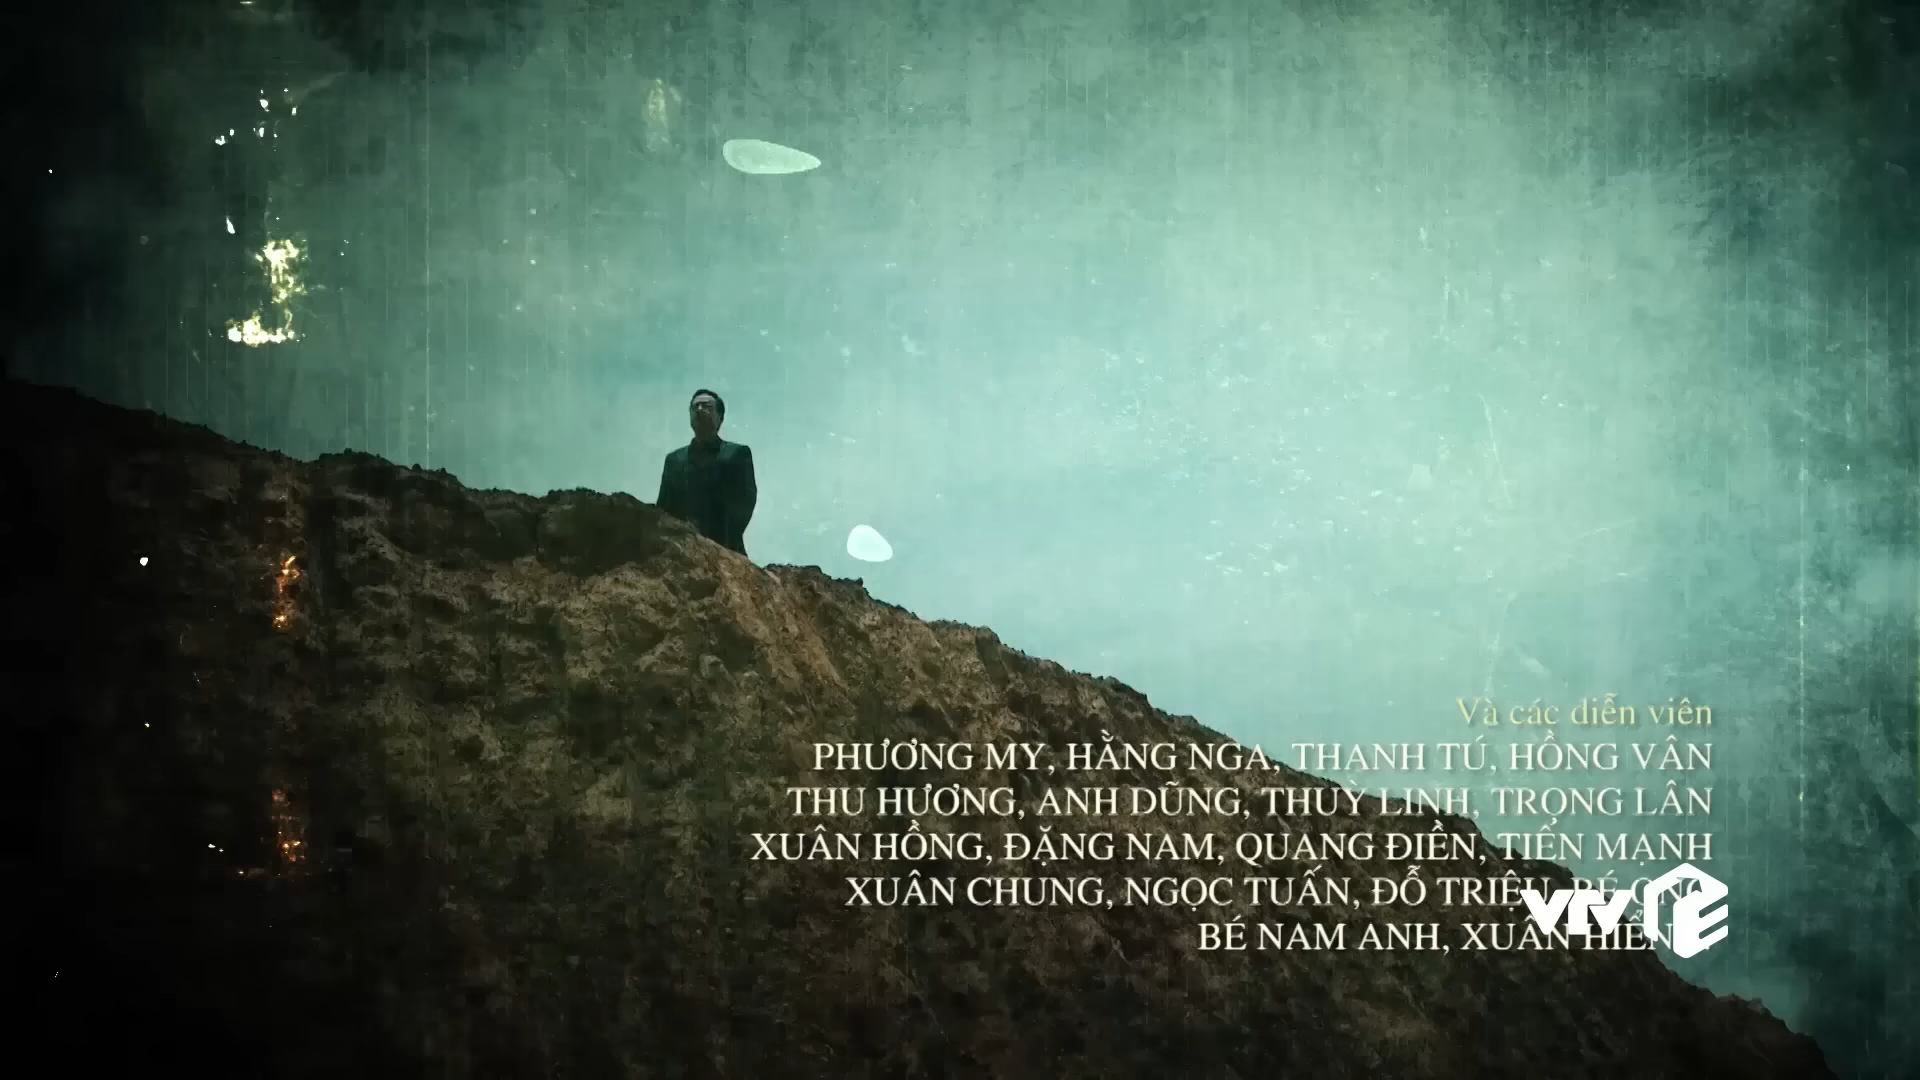 Và các diễn viên
PHƯƠNG MY, HẰNG NGA, THANH TÚ, HỒNG VÂN
THU HƯƠNG, ANH DŨNG, THUỲ LINH, TRỌNG LÂN
XUÂN HỒNG, ĐẶNG NAM, QUANG ĐIỀN, TIẾN MẠNH
XUÂN CHUNG, NGỌC TUẤN, ĐỖ TRIỆU, BÉ
BÉ NAM ANH, XUÂN
VTV